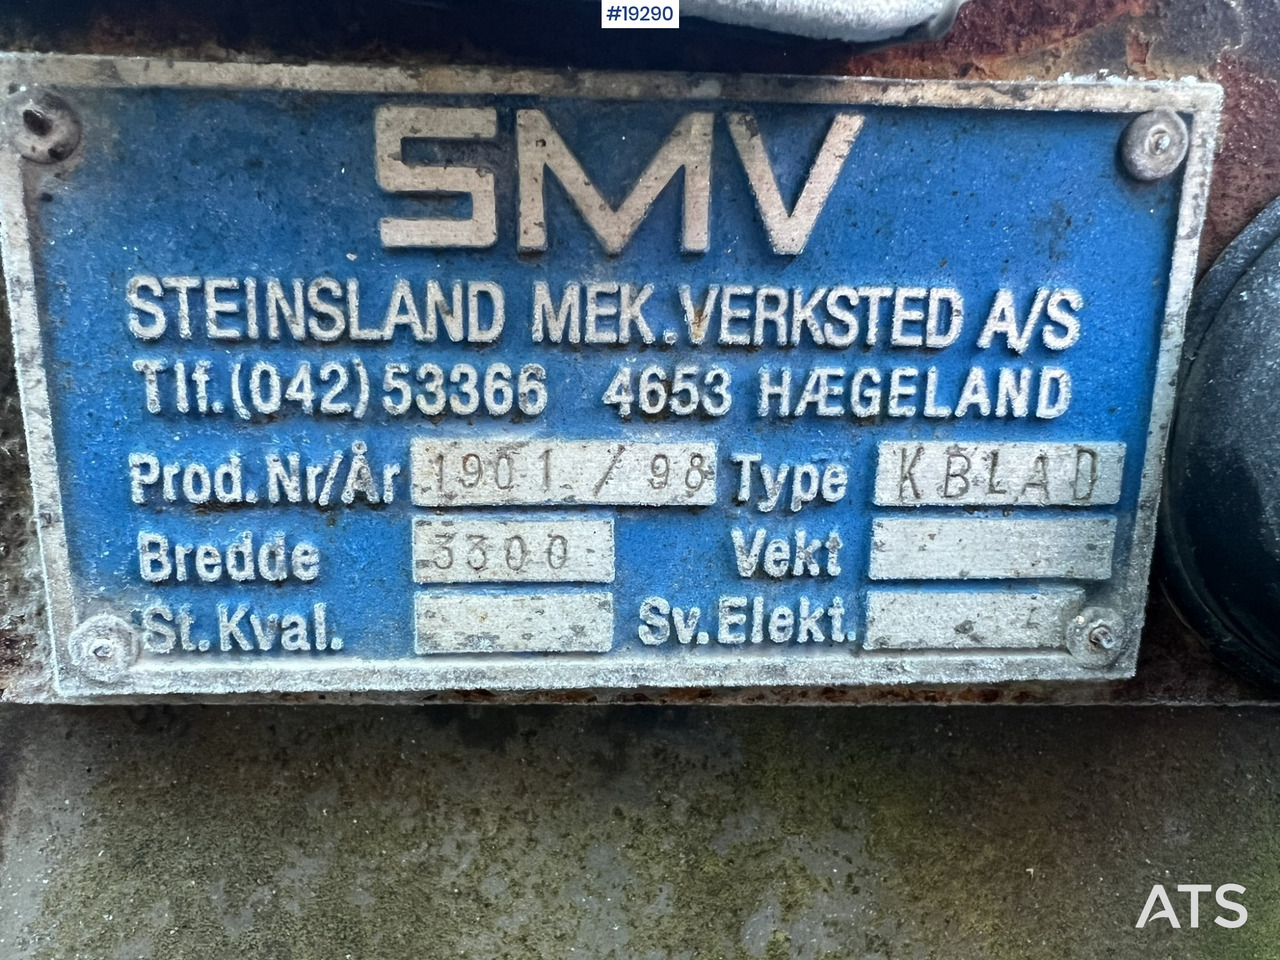 #19290
SMV
STEINSLAND MEK.VERKSTED A/S
Tlf.(042)53366 4653 HÆGELAND
Prod.Nr/År 1901 / 98 Type KBLAD
Bredde 3300 Vekt
St.Kval. Sv.Elekt.
ATS